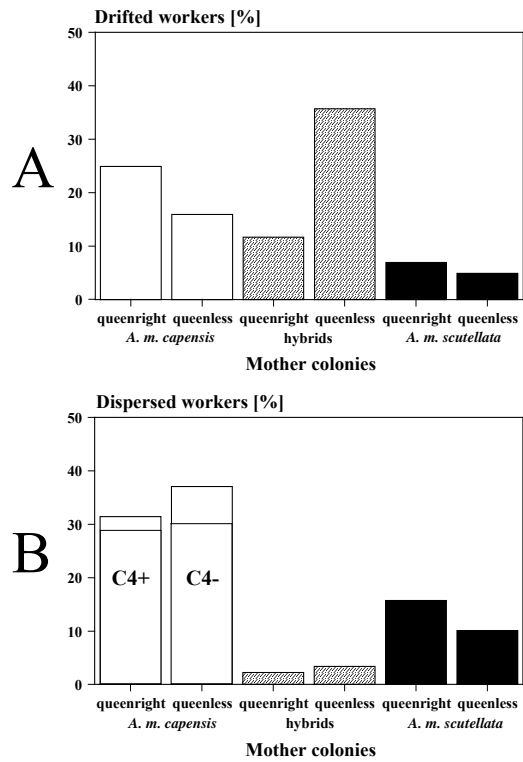 Drifted workers [%]
A
50
40
30
20
10
0
queenright queenless queenright queenless queenright queenless
A. m. capensis hybrids A. m. scutellata
Mother colonies
Dispersed workers [%]
B
50
40
30
20
10
0
C4+ C4-
queenright queenless queenright queenless queenright queenless
A. m. capensis hybrids A. m. scutellata
Mother colonies